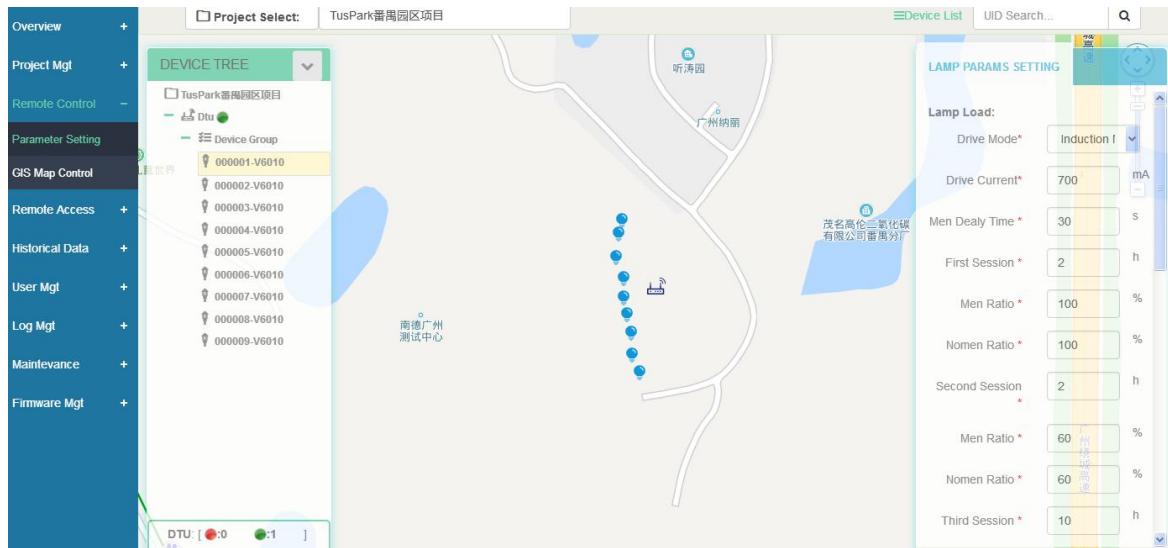 Project Select: TusPark番禺园区项目
Device List UID Search...
Overview +
Project Mgt +
Remote Control −
Parameter Setting
GIS Map Control
Remote Access +
Historical Data +
User Mgt +
Log Mgt +
Maintevance +
Firmware Mgt +
DEVICE TREE
TusPark番禺园区项目
Dtu
Device Group
000001-V6010
000002-V6010
000003-V6010
000004-V6010
000005-V6010
000006-V6010
000007-V6010
000008-V6010
000009-V6010
DTU: [ :0 :1 ]
听涛园
广州纳丽
茂名高伦二氧化碳
有限公司番禺分厂
南德广州
测试中心
LAMP PARAMS SETTING
Lamp Load:
Drive Mode*
Induction
Drive Current* 700 mA
Men Dealy Time * 30 s
First Session * 2 h
Men Ratio * 100 %
Nomen Ratio * 100 %
Second Session * 2 h
Men Ratio * 60 %
Nomen Ratio * 60 %
Third Session * 10 h
广州绕城高速